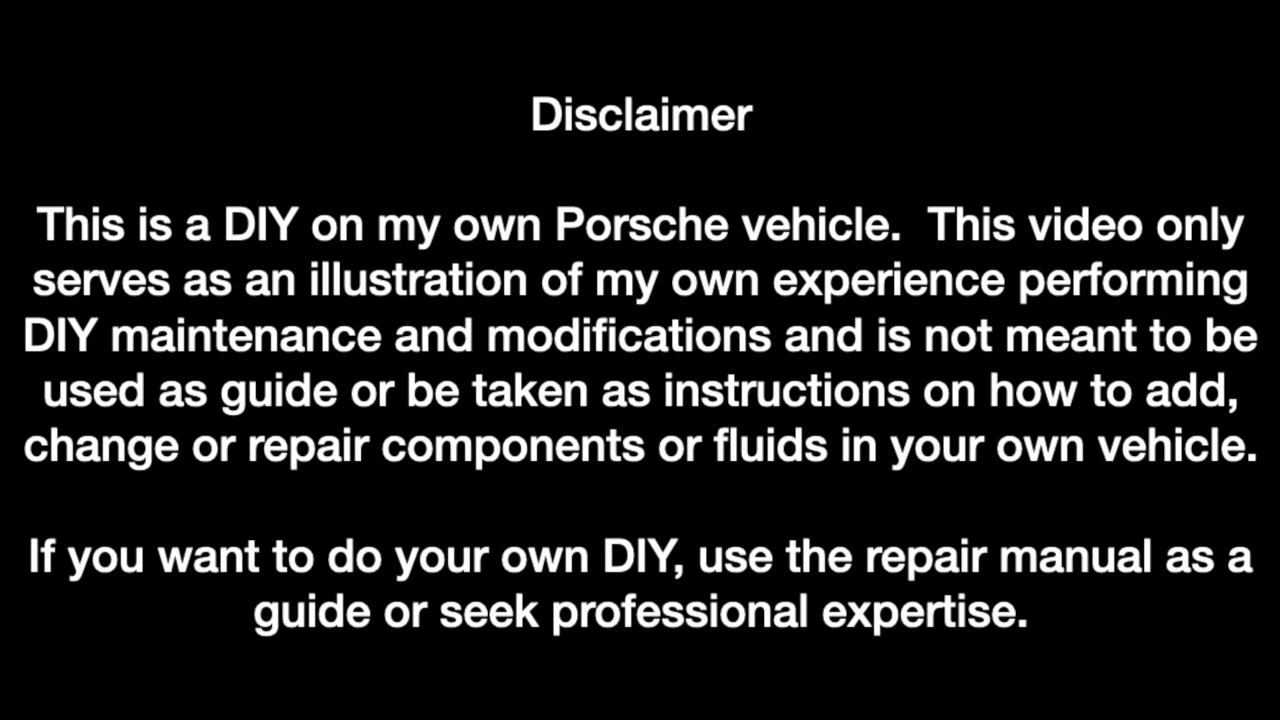 Disclaimer
This is a DIY on my own Porsche vehicle.  This video only
serves as an illustration of my own experience performing
DIY maintenance and modifications and is not meant to be
used as guide or be taken as instructions on how to add,
change or repair components or fluids in your own vehicle.
If you want to do your own DIY, use the repair manual as a
guide or seek professional expertise.